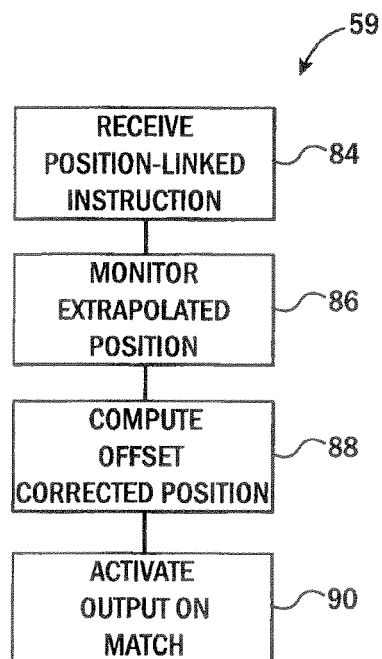 59
RECEIVE
POSITION-LINKED
INSTRUCTION
84
MONITOR
EXTRAPOLATED
POSITION
86
COMPUTE
OFFSET
CORRECTED POSITION
88
ACTIVATE
OUTPUT ON
MATCH
90